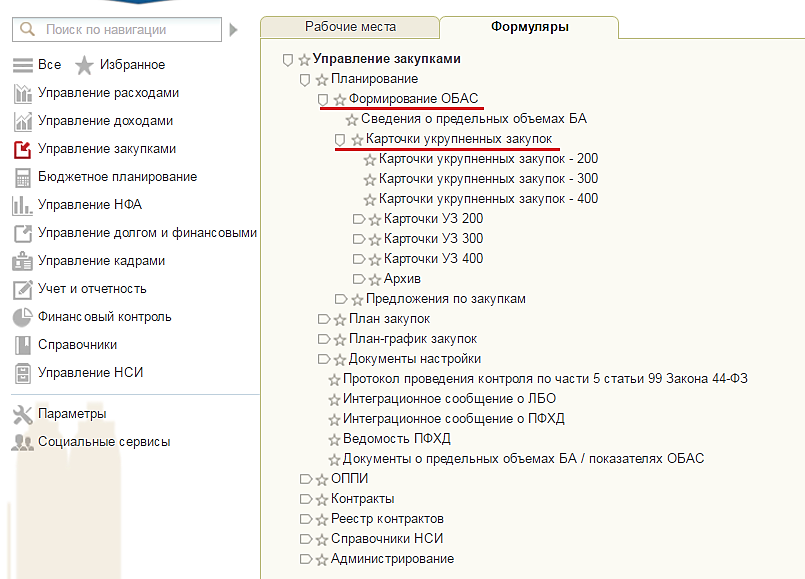 Поиск по навигации
Все
Избранное
Управление расходами
Управление доходами
Управление закупками
Бюджетное планирование
Управление НФА
Управление долгом и финансовыми
Управление кадрами
Учет и отчетность
Финансовый контроль
Справочники
Управление НСИ
Параметры
Социальные сервисы
Рабочие места
Формуляры
Управление закупками
Планирование
Формирование ОБАС
Сведения о предельных объемах БА
Карточки укрупненных закупок
Карточки укрупненных закупок - 200
Карточки укрупненных закупок - 300
Карточки укрупненных закупок - 400
Карточки УЗ 200
Карточки УЗ 300
Карточки УЗ 400
Архив
Предложения по закупкам
План закупок
План-график закупок
Документы настройки
Протокол проведения контроля по части 5 статьи 99 Закона 44-ФЗ
Интеграционное сообщение о ЛБО
Интеграционное сообщение о ПФХД
Ведомость ПФХД
Документы о предельных объемах БА / показателях ОБАС
ОППИ
Контракты
Реестр контрактов
Справочники НСИ
Администрирование